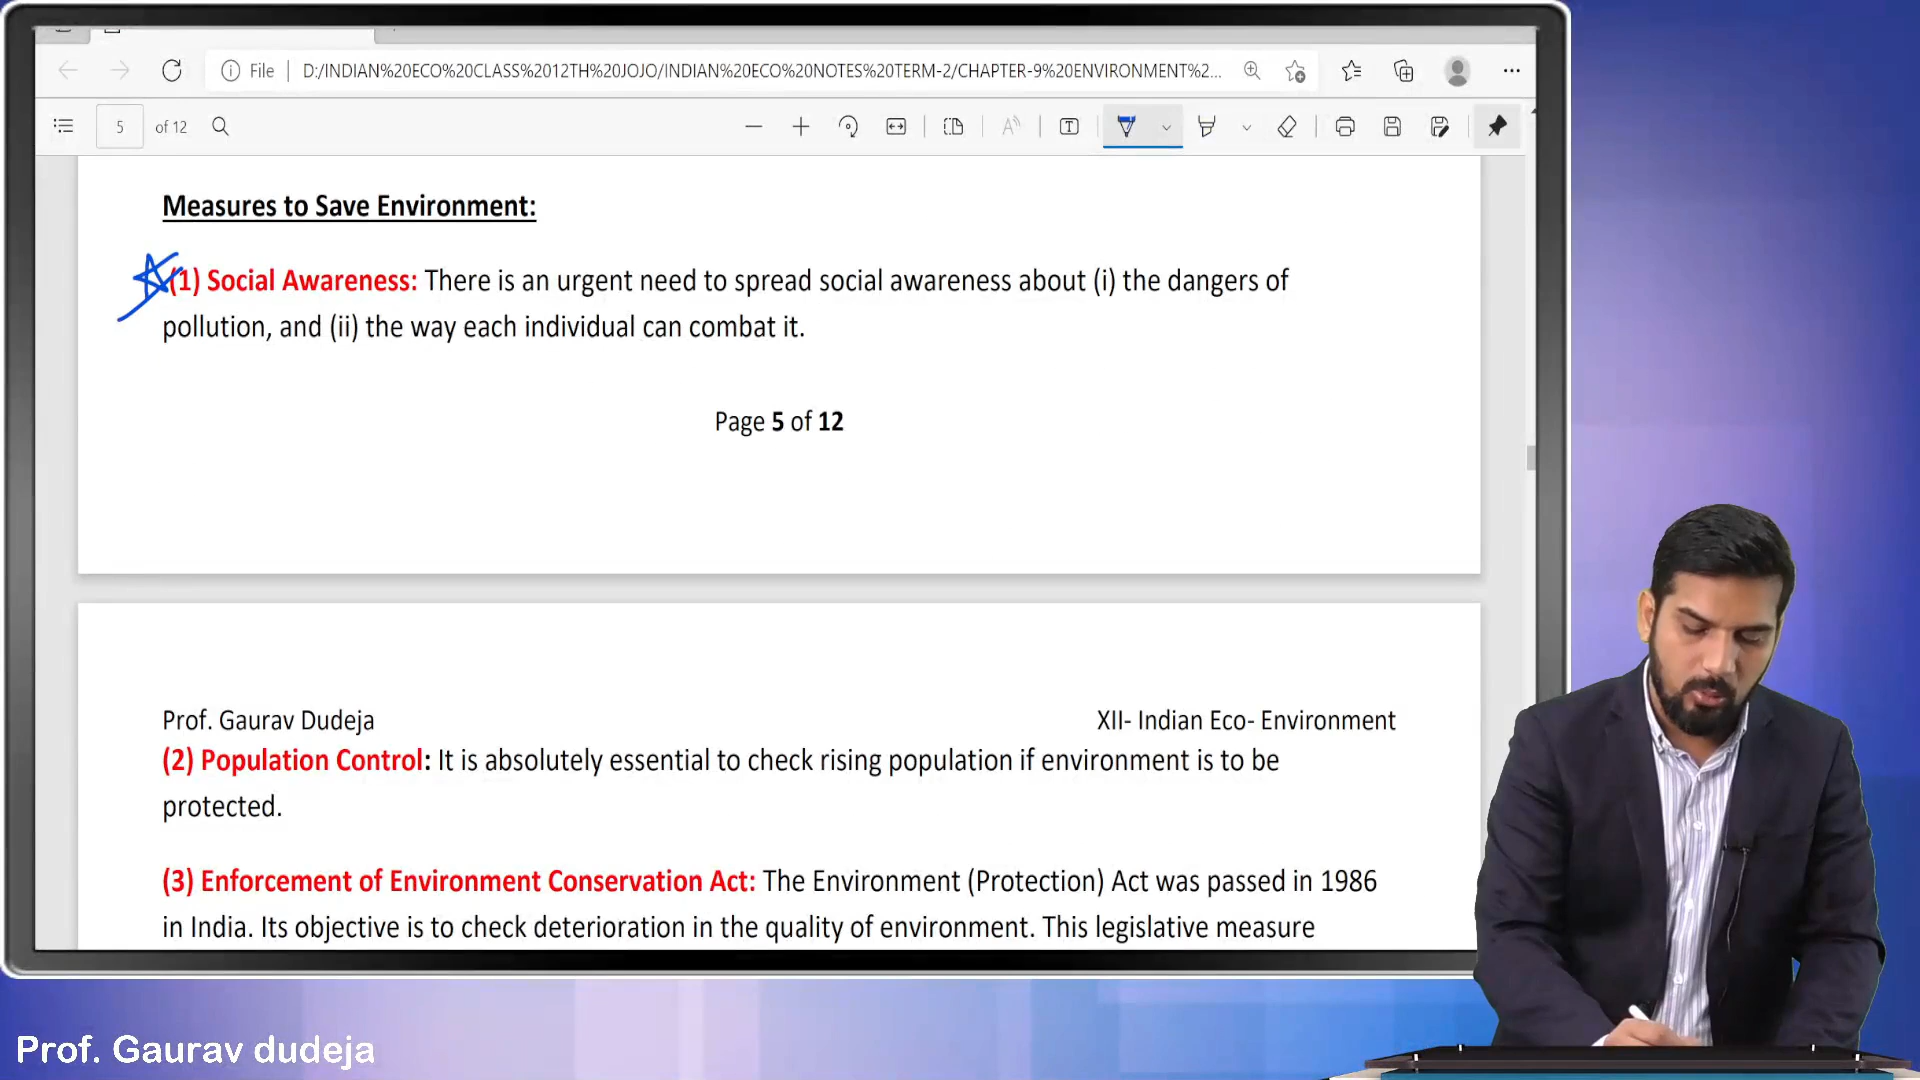 File
D:/INDIAN%20ECO%20CLASS%2012TH%20JOJO/INDIAN%20ECO%20NOTES%20TERM-2/CHAPTER-9%20ENVIRONMENT%2...
5 of 12
Measures to Save Environment:
(1) Social Awareness: There is an urgent need to spread social awareness about (i) the dangers of
pollution, and (ii) the way each individual can combat it.
Page 5 of 12
Prof. Gaurav Dudeja
XII- Indian Eco- Environment
(2) Population Control: It is absolutely essential to check rising population if environment is to be
protected.
(3) Enforcement of Environment Conservation Act: The Environment (Protection) Act was passed in 1986
in India. Its objective is to check deterioration in the quality of environment. This legislative measure
Prof. Gaurav dudeja